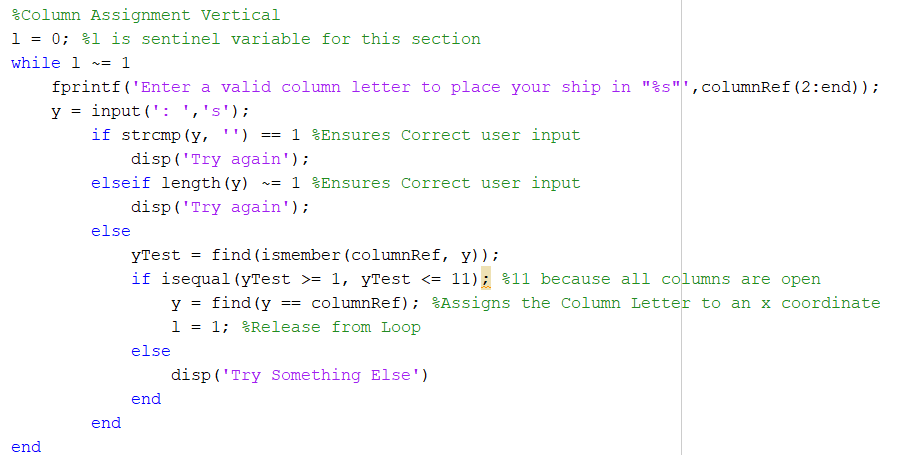 %Column Assignment Vertical
l = 0; %l is sentinel variable for this section
while l ~= 1
    fprintf('Enter a valid column letter to place your ship in "%s"',columnRef(2:end));
    y = input(': ','s');
        if strcmp(y, '') == 1 %Ensures Correct user input
            disp('Try again');
        elseif length(y) ~= 1 %Ensures Correct user input
            disp('Try again');
        else
            yTest = find(ismember(columnRef, y));
            if isequal(yTest >= 1, yTest <= 11); %11 because all columns are open
                y = find(y == columnRef); %Assigns the Column Letter to an x coordinate
                l = 1; %Release from Loop
            else
                disp('Try Something Else')
            end
        end
end